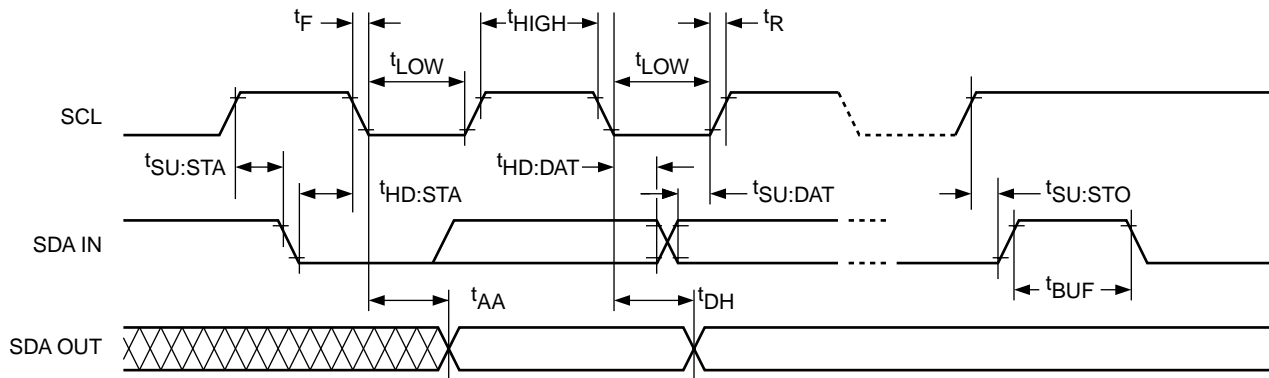 tF
tHIGH
tR
tLOW
tLOW
SCL
tSU:STA
tHD:DAT
tHD:STA
tSU:DAT
tSU:STO
SDA IN
tBUF
tAA
tDH
SDA OUT